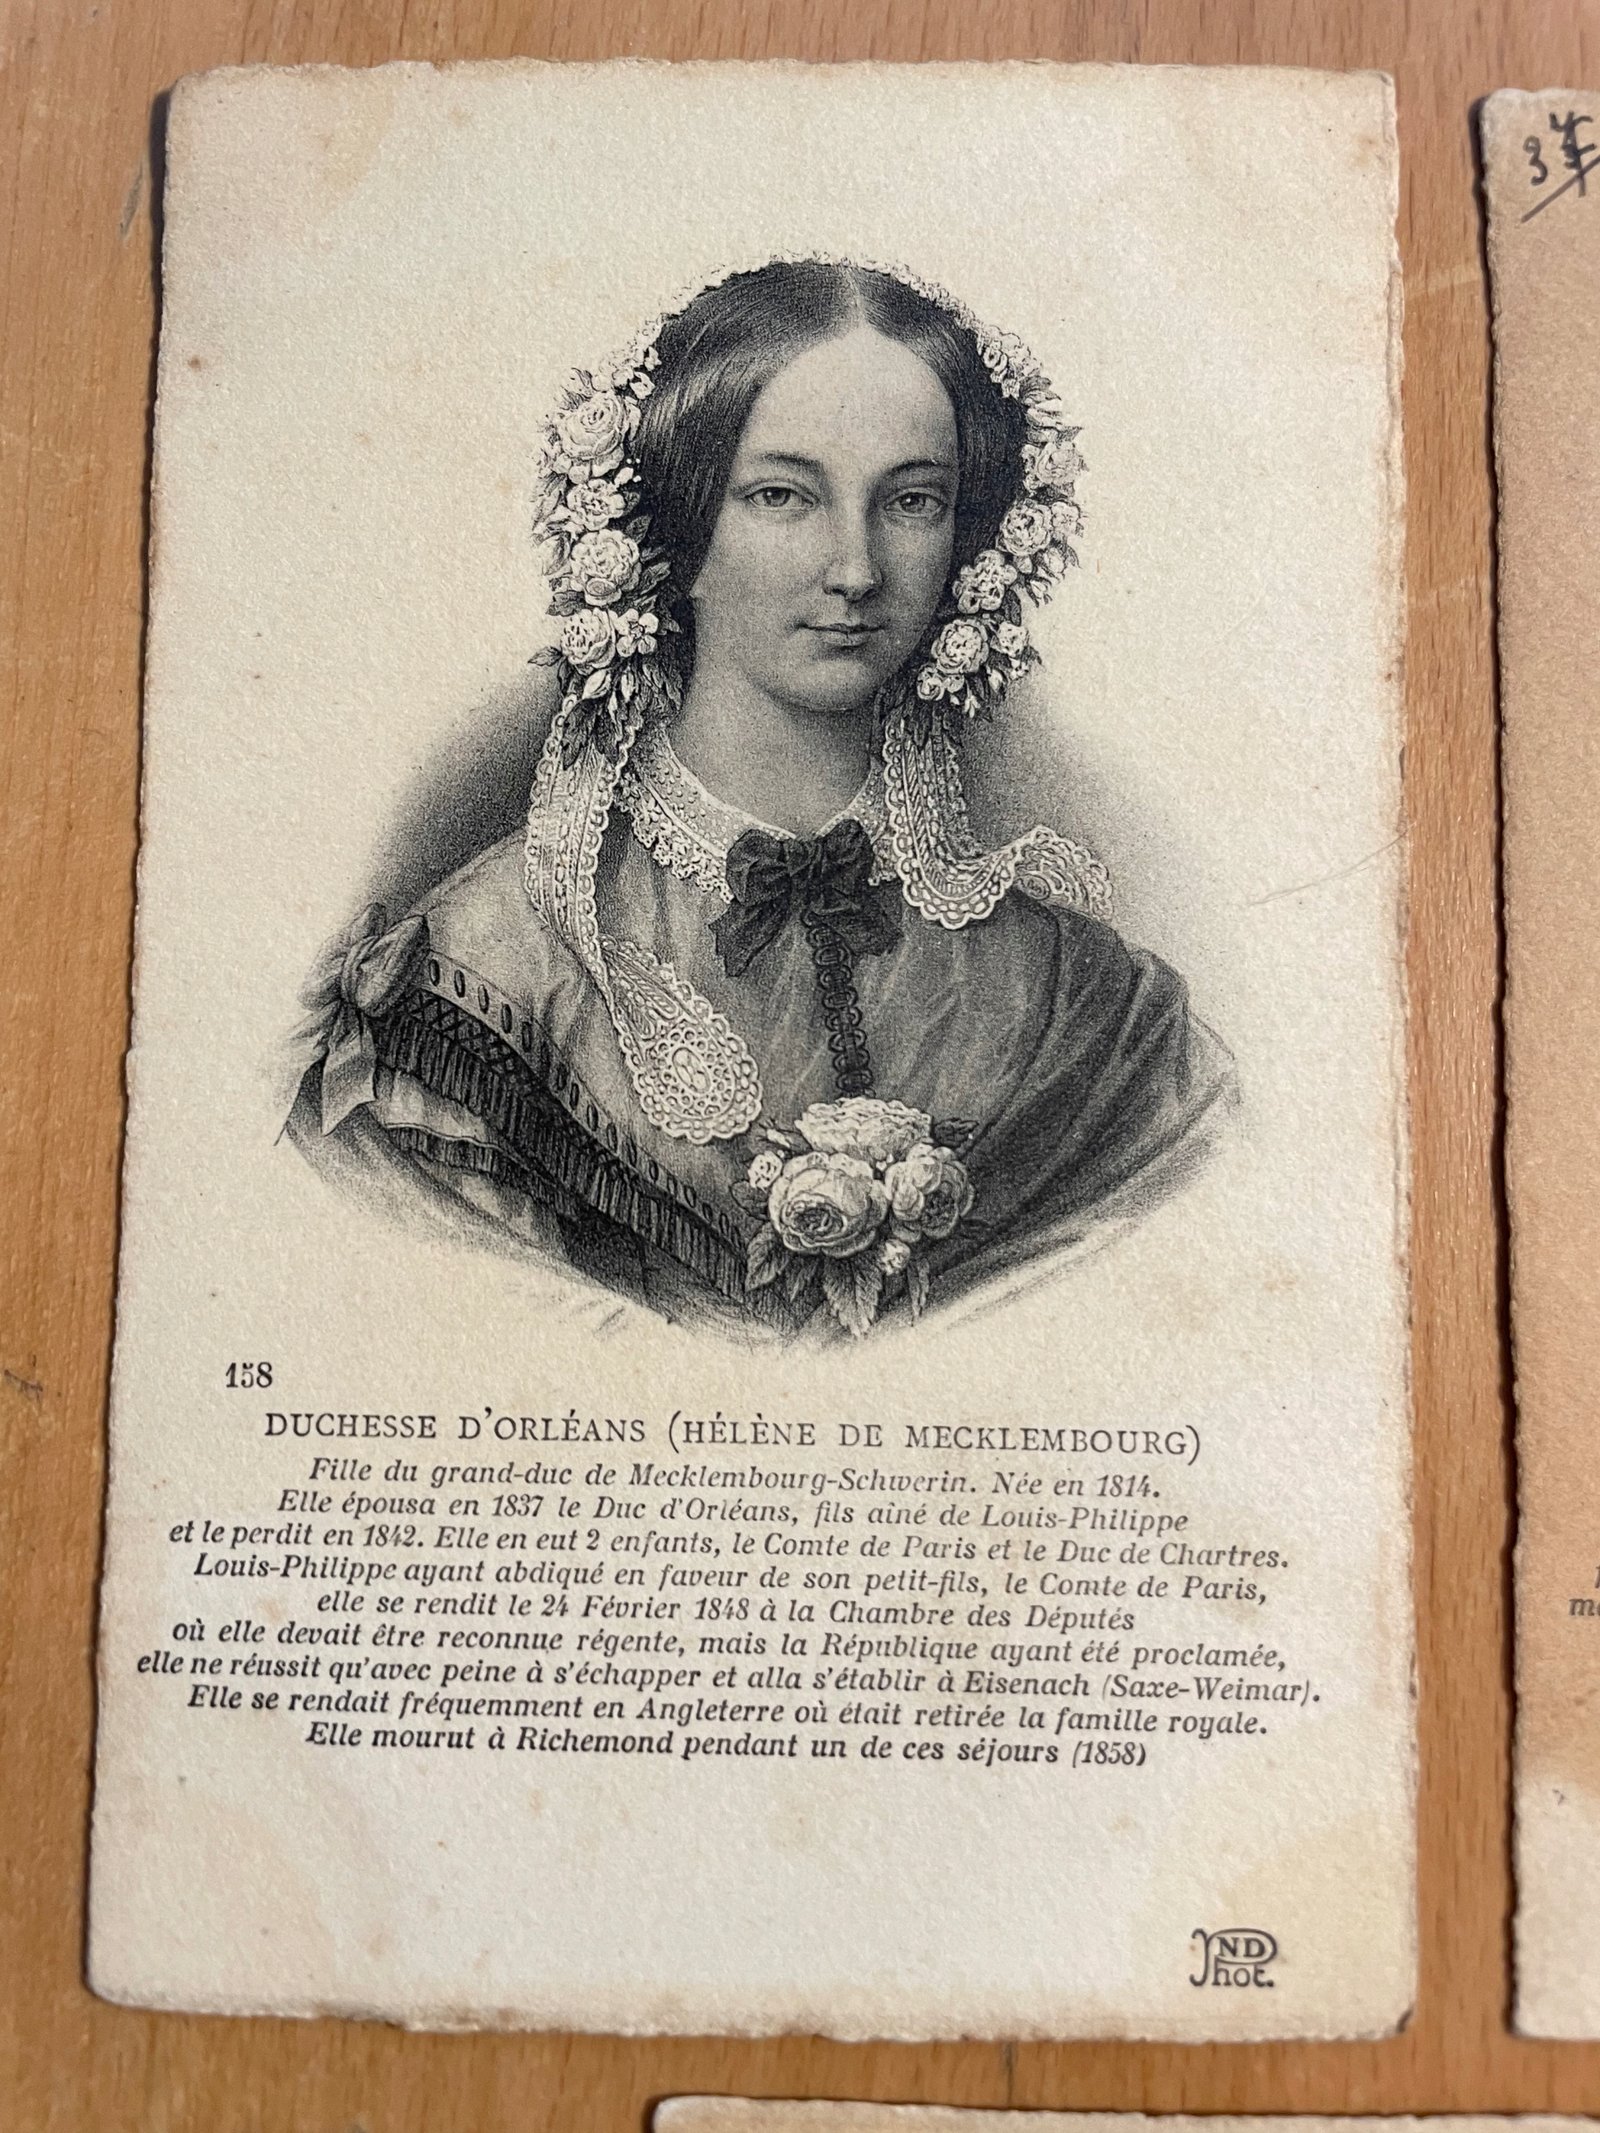 158
DUCHESSE D'ORLÉANS (HÉLÈNE DE MECKLEMBOURG)
Fille du grand-duc de Mecklembourg-Schwerin. Née en 1814.
Elle épousa en 1837 le Duc d'Orléans, fils aîné de Louis-Philippe
et le perdit en 1842. Elle en eut 2 enfants, le Comte de Paris et le Duc de Chartres.
Louis-Philippe ayant abdiqué en faveur de son petit-fils, le Comte de Paris,
elle se rendit le 24 Février 1848 à la Chambre des Députés
où elle devait être reconnue régente, mais la République ayant été proclamée,
elle ne réussit qu'avec peine à s'échapper et alla s'établir à Eisenach (Saxe-Weimar).
Elle se rendait fréquemment en Angleterre où était retirée la famille royale.
Elle mourut à Richemond pendant un de ces séjours (1858)
ND
Phot.